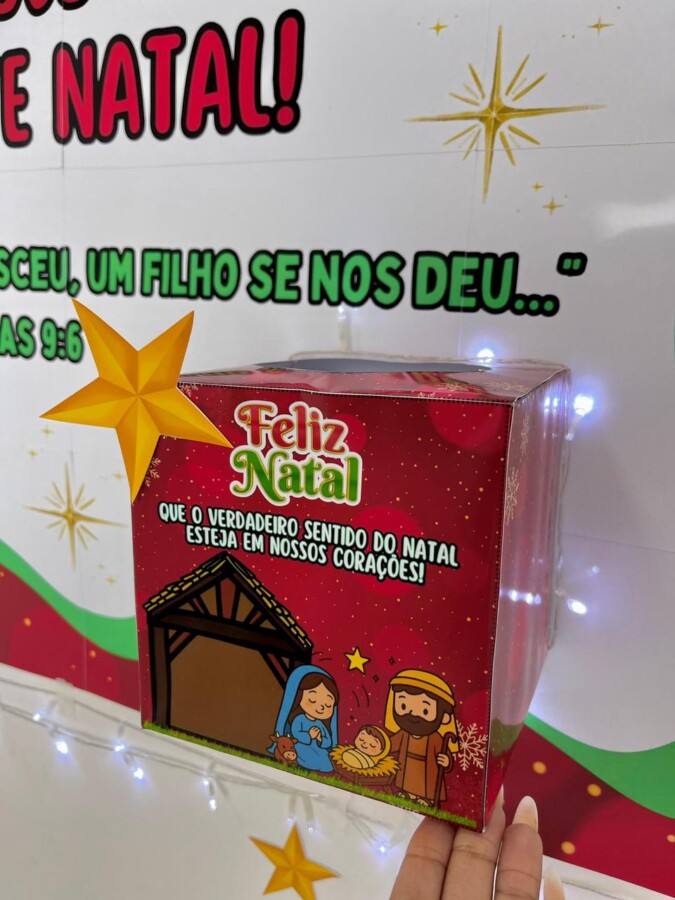 E NATAL!
SCEU, UM FILHO SE NOS DEU..."
AS 9:6
Feliz
Natal
QUE O VERDADEIRO SENTIDO DO NATAL
ESTEJA EM NOSSOS CORAÇÕES!